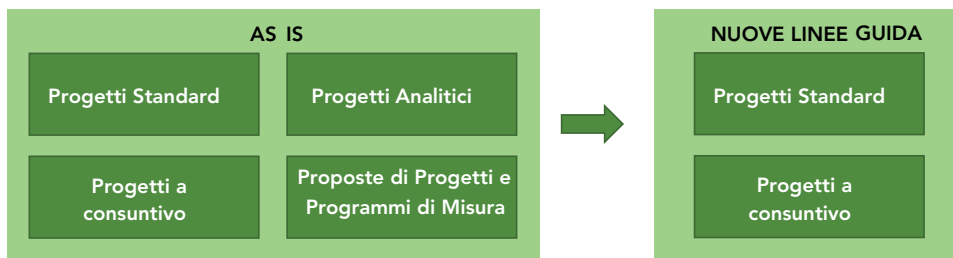 AS IS
Progetti Standard
Progetti Analitici
Progetti a
consuntivo
Proposte di Progetti e
Programmi di Misura
NUOVE LINEE GUIDA
Progetti Standard
Progetti a
consuntivo